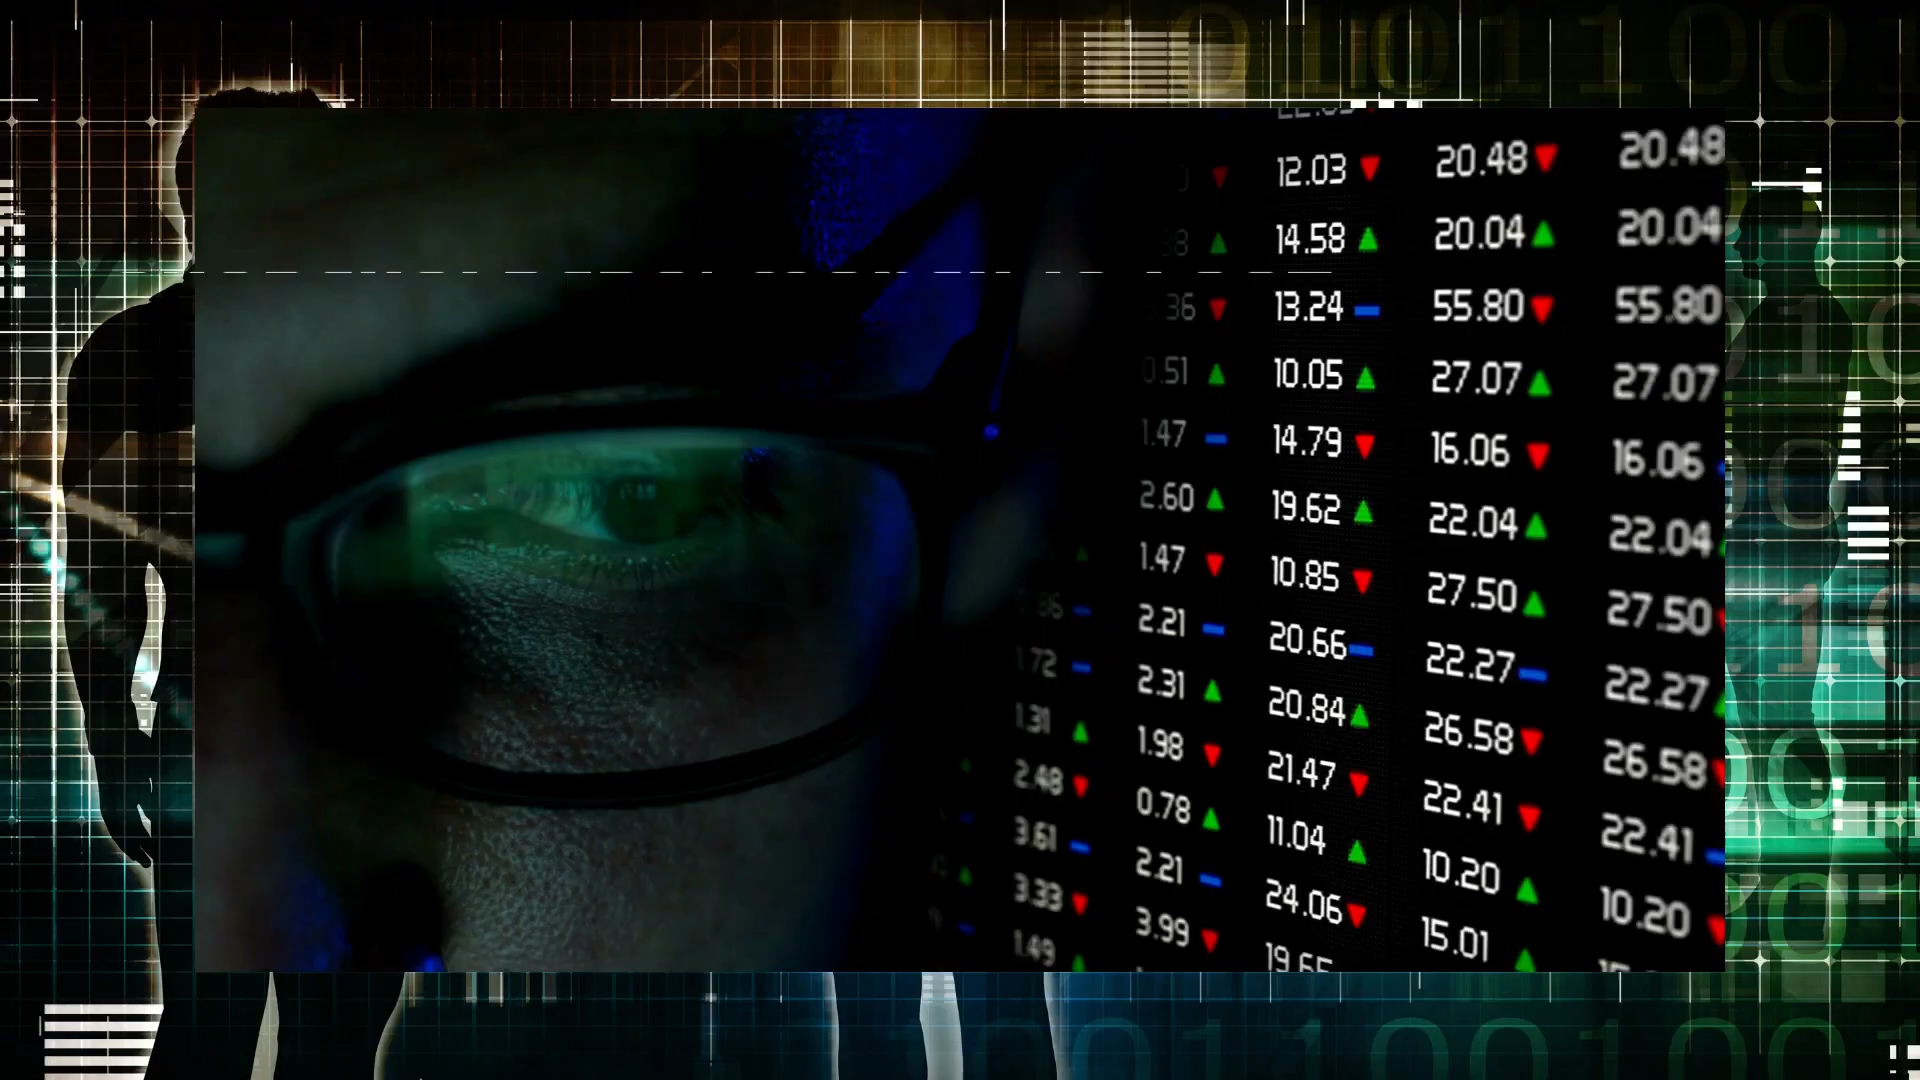 01011001
12.03 20.48 20.48
14.58 20.04 20.04
36 13.24 55.80 55.80
0.51 10.05 27.07 27.07
1.47 14.79 16.06 16.06
2.60 19.62 22.04 22.04
1.47 10.85 27.50 27.50
2.21 20.66 22.27 22.27
1.72 2.31 20.84 26.58 26.58
1.31 1.98 21.47 22.41 22.41
2.48 0.78 11.04 10.20 10.20
3.61 2.21 24.06 15.01
3.33 3.99 19.65
1.49
10011001001